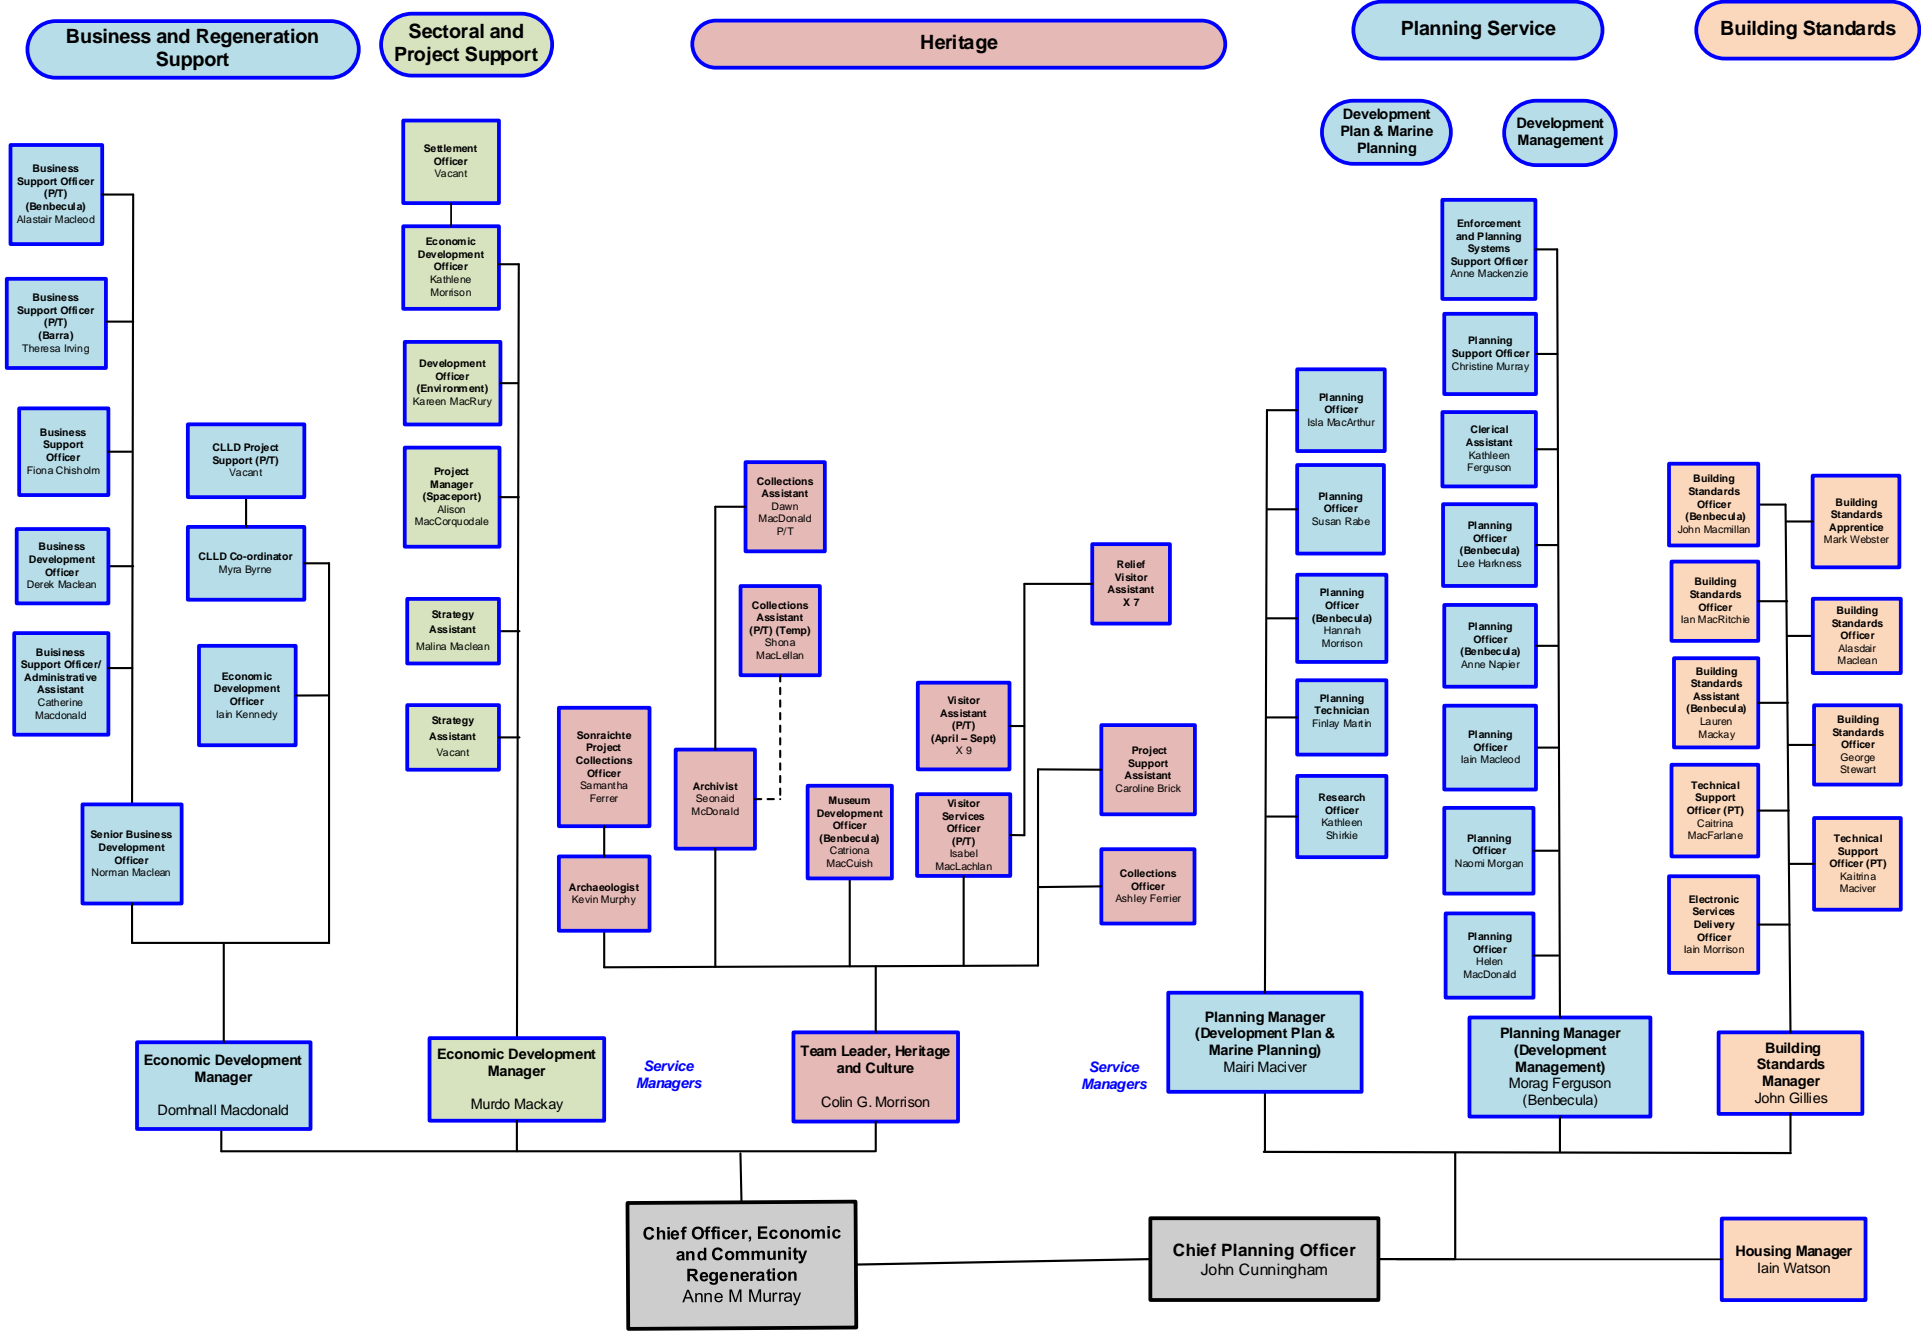 Business and Regeneration
Support
Sectoral and
Project Support
Heritage
Planning Service
Building Standards
Development
Plan & Marine
Planning
Development
Management
Business
Support Officer
(P/T)
(Benbecula)
Alastair Macleod
Business
Support Officer
(P/T)
(Barra)
Theresa Irving
Business
Support
Officer
Fiona Chisholm
Business
Development
Officer
Derek Maclean
Buisiness
Support Officer/
Administrative
Assistant
Catherine
Macdonald
CLLD Project
Support (P/T)
Vacant
CLLD Co-ordinator
Myra Byrne
Economic
Development
Officer
Iain Kennedy
Senior Business
Development
Officer
Norman Maclean
Economic Development
Manager
Domhnall Macdonald
Settlement
Officer
Vacant
Economic
Development
Officer
Kathlene
Morrison
Development
Officer
(Environment)
Kareen MacRury
Project
Manager
(Spaceport)
Alison
MacCorquodale
Strategy
Assistant
Malina Maclean
Strategy
Assistant
Vacant
Economic Development
Manager
Murdo Mackay
Service
Managers
Collections
Assistant
Dawn
MacDonald
P/T
Collections
Assistant
(P/T) (Temp)
Shona
MacLellan
Sonraichte
Project
Collections
Officer
Samantha
Ferrer
Archaeologist
Kevin Murphy
Archivist
Seonaid
McDonald
Museum
Development
Officer
(Benbecula)
Catriona
MacCuish
Relief
Visitor
Assistant
X 7
Visitor
Assistant
(P/T)
(April – Sept)
X 9
Visitor
Services
Officer
(P/T)
Isabel
MacLachlan
Project
Support
Assistant
Caroline Brick
Collections
Officer
Ashley Ferrier
Team Leader, Heritage
and Culture
Colin G. Morrison
Service
Managers
Planning
Officer
Isla MacArthur
Planning
Officer
Susan Rabe
Planning
Officer
(Benbecula)
Hannah
Morrison
Planning
Technician
Finlay Martin
Research
Officer
Kathleen
Shirkie
Planning Manager
(Development Plan &
Marine Planning)
Mairi Maciver
Enforcement
and Planning
Systems
Support Officer
Anne Mackenzie
Planning
Support Officer
Christine Murray
Clerical
Assistant
Kathleen
Ferguson
Planning
Officer
(Benbecula)
Lee Harkness
Planning
Officer
(Benbecula)
Anne Napier
Planning
Officer
Iain Macleod
Planning
Officer
Naomi Morgan
Planning
Officer
Helen
MacDonald
Planning Manager
(Development
Management)
Morag Ferguson
(Benbecula)
Building
Standards
Officer
(Benbecula)
John Macmillan
Building
Standards
Officer
Ian MacRitchie
Building
Standards
Assistant
(Benbecula)
Lauren
Mackay
Technical
Support
Officer (PT)
Caitrina
MacFarlane
Electronic
Services
Delivery
Officer
Iain Morrison
Building
Standards
Apprentice
Mark Webster
Building
Standards
Officer
Alasdair
Maclean
Building
Standards
Officer
George
Stewart
Technical
Support
Officer (PT)
Kaitrina
Maciver
Building
Standards
Manager
John Gillies
Chief Officer, Economic
and Community
Regeneration
Anne M Murray
Chief Planning Officer
John Cunningham
Housing Manager
Iain Watson